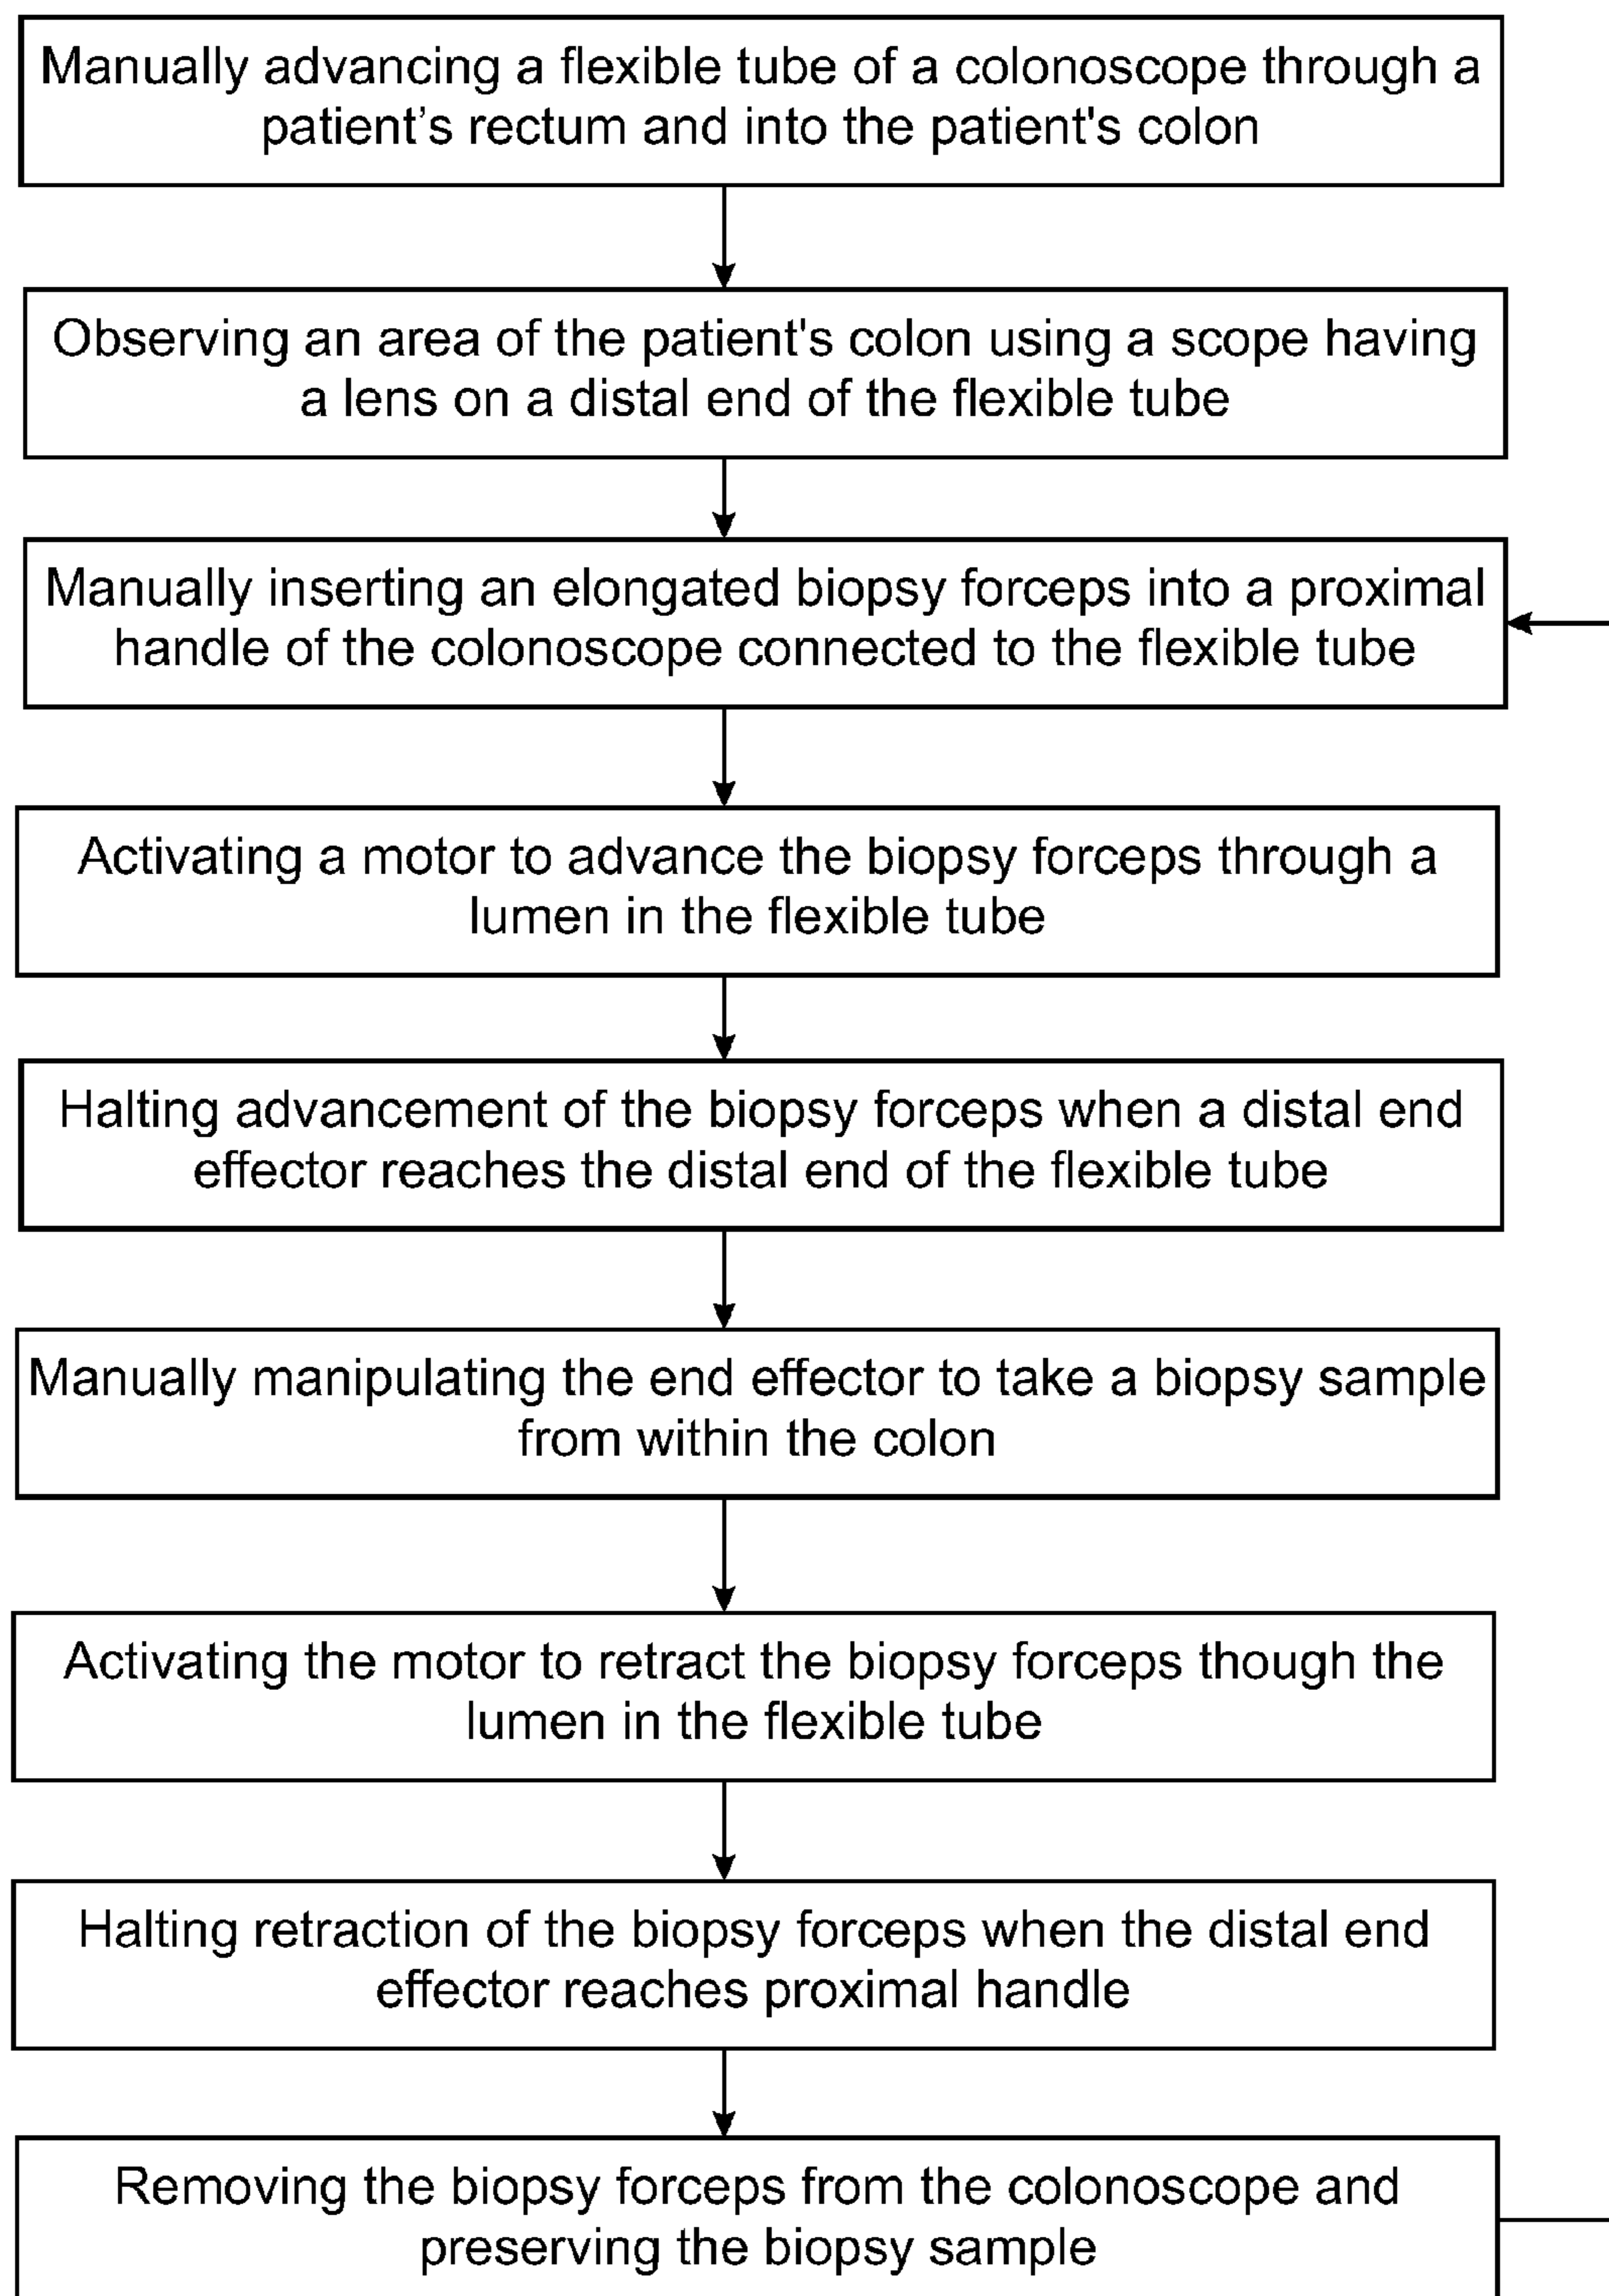 Manually advancing a flexible tube of a colonoscope through a
patient’s rectum and into the patient's colon
Observing an area of the patient's colon using a scope having
a lens on a distal end of the flexible tube
Manually inserting an elongated biopsy forceps into a proximal
handle of the colonoscope connected to the flexible tube
Activating a motor to advance the biopsy forceps through a
lumen in the flexible tube
Halting advancement of the biopsy forceps when a distal end
effector reaches the distal end of the flexible tube
Manually manipulating the end effector to take a biopsy sample
from within the colon
Activating the motor to retract the biopsy forceps though the
lumen in the flexible tube
Halting retraction of the biopsy forceps when the distal end
effector reaches proximal handle
Removing the biopsy forceps from the colonoscope and
preserving the biopsy sample